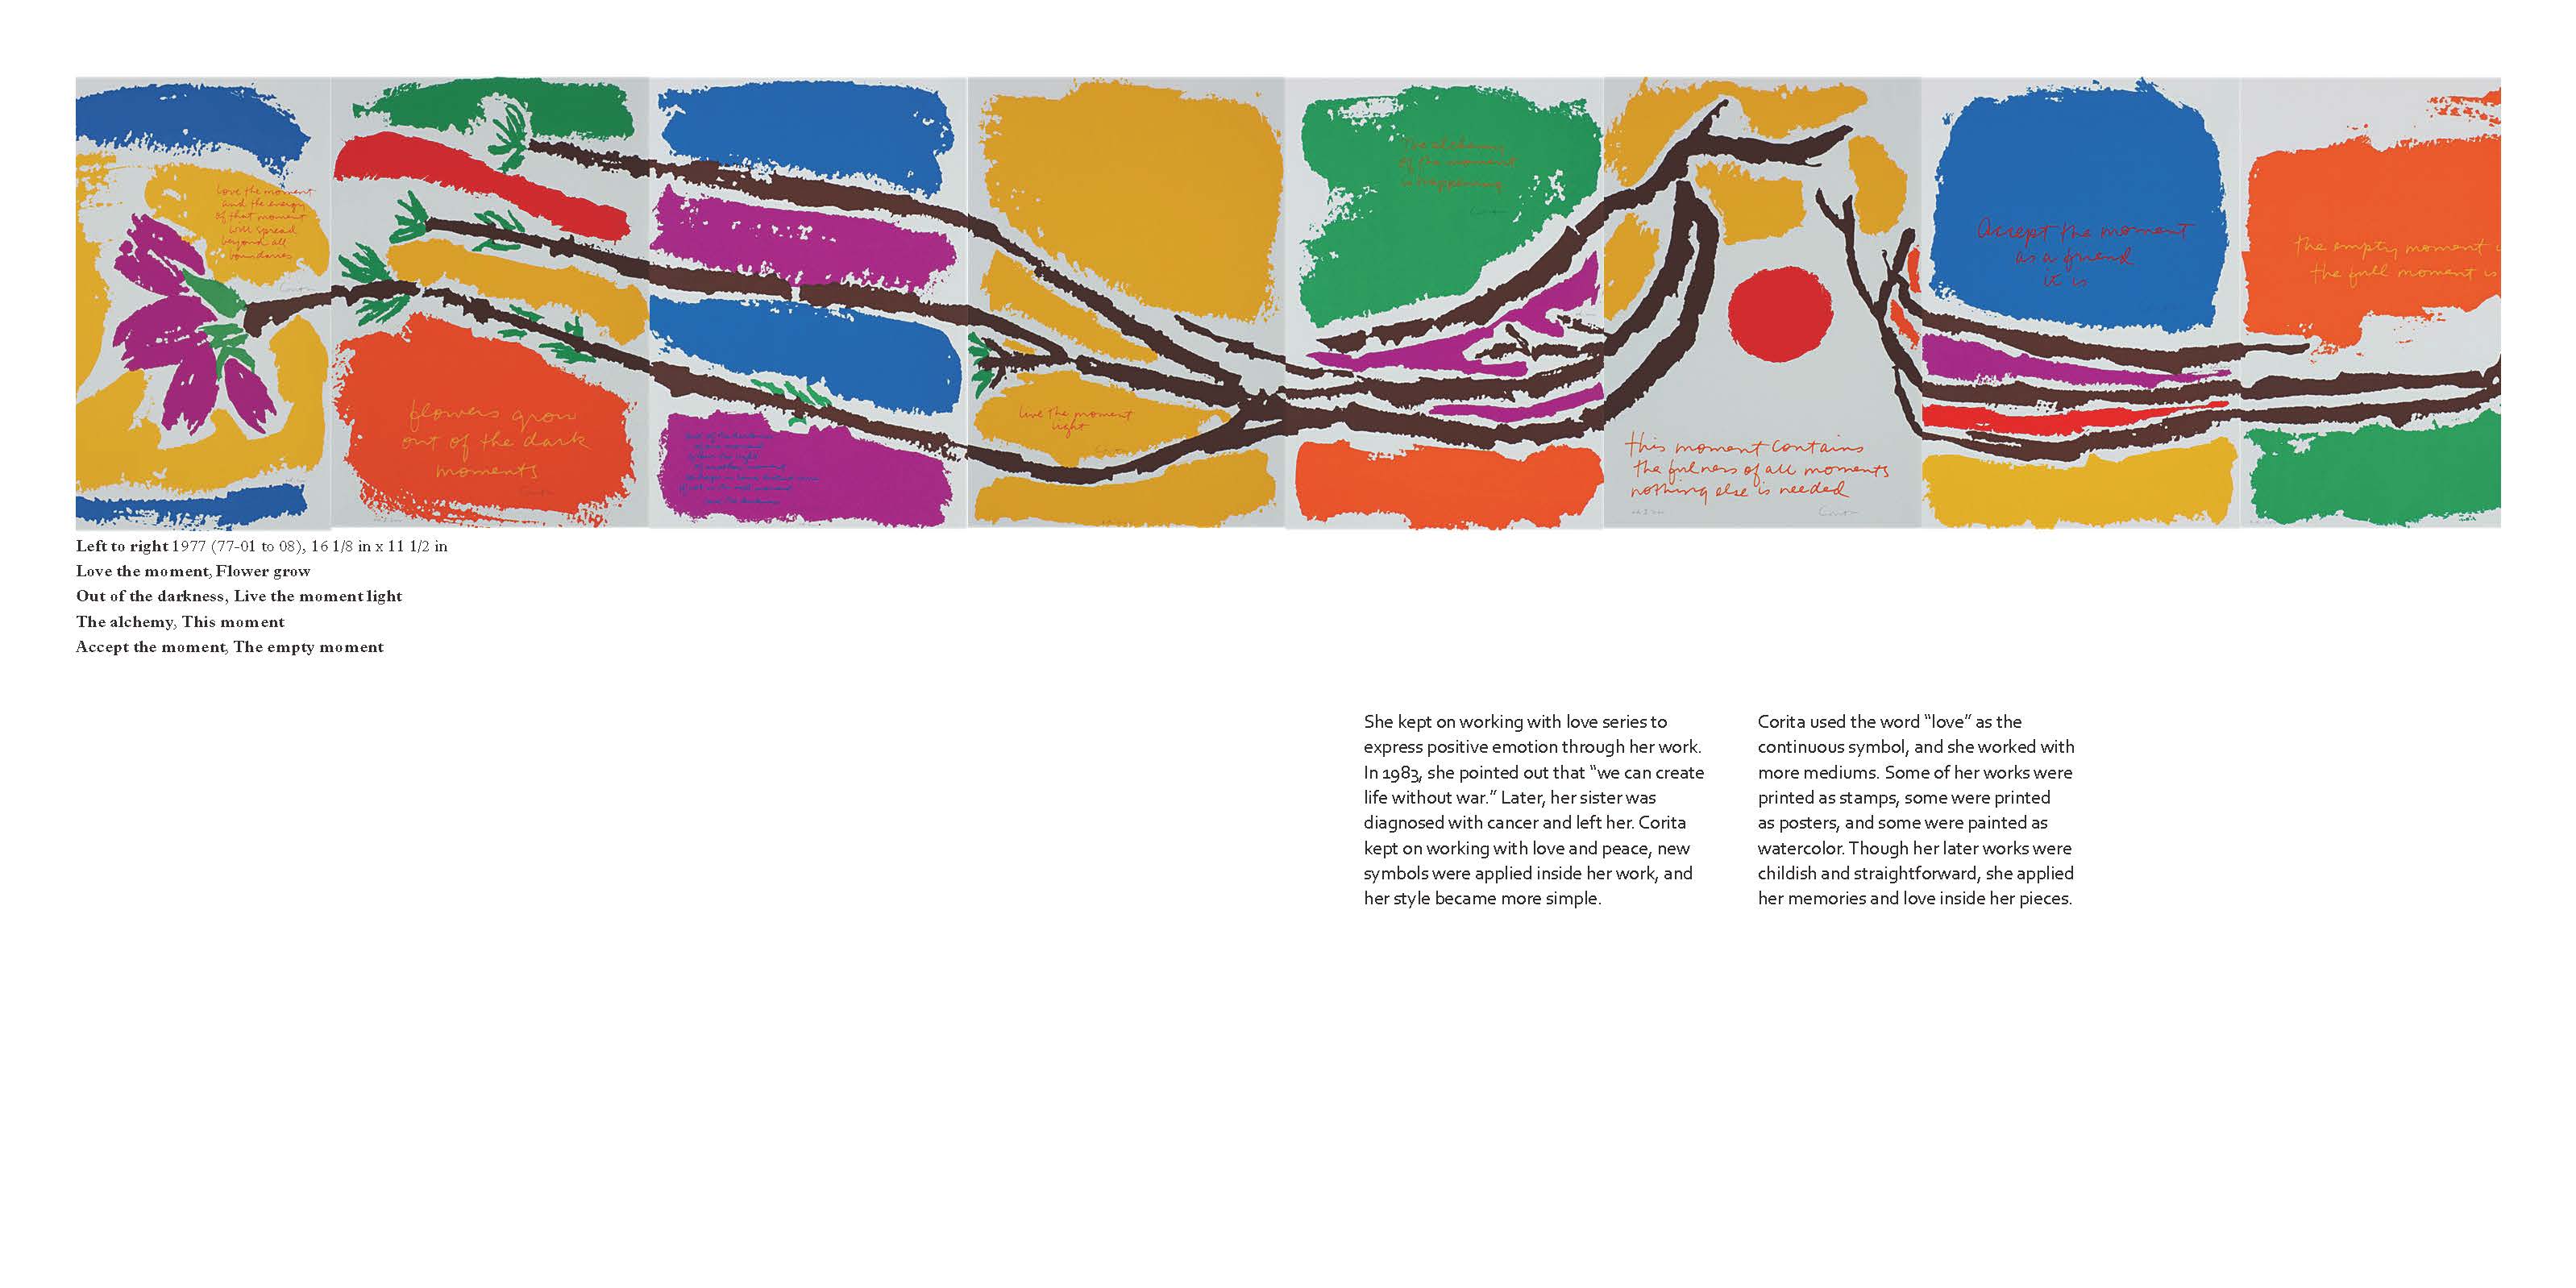 love the moment
and the energy
of that moment
will spread
beyond all
boundaries
Corita
flowers grow
out of the dark
moments
Corita
live the moment
light
Corita
The alchemy
of the moment
is happening
Corita
this moment contains
the fulness of all moments
nothing else is needed
Corita
Accept the moment
as a friend
it is
the empty moment
the full moment is
Left to right 1977 (77-01 to 08), 16 1/8 in x 11 1/2 in
Love the moment, Flower grow
Out of the darkness, Live the moment light
The alchemy, This moment
Accept the moment, The empty moment
She kept on working with love series to
express positive emotion through her work.
In 1983, she pointed out that “we can create
life without war.” Later, her sister was
diagnosed with cancer and left her. Corita
kept on working with love and peace, new
symbols were applied inside her work, and
her style became more simple.
Corita used the word “love” as the
continuous symbol, and she worked with
more mediums. Some of her works were
printed as stamps, some were printed
as posters, and some were painted as
watercolor. Though her later works were
childish and straightforward, she applied
her memories and love inside her pieces.